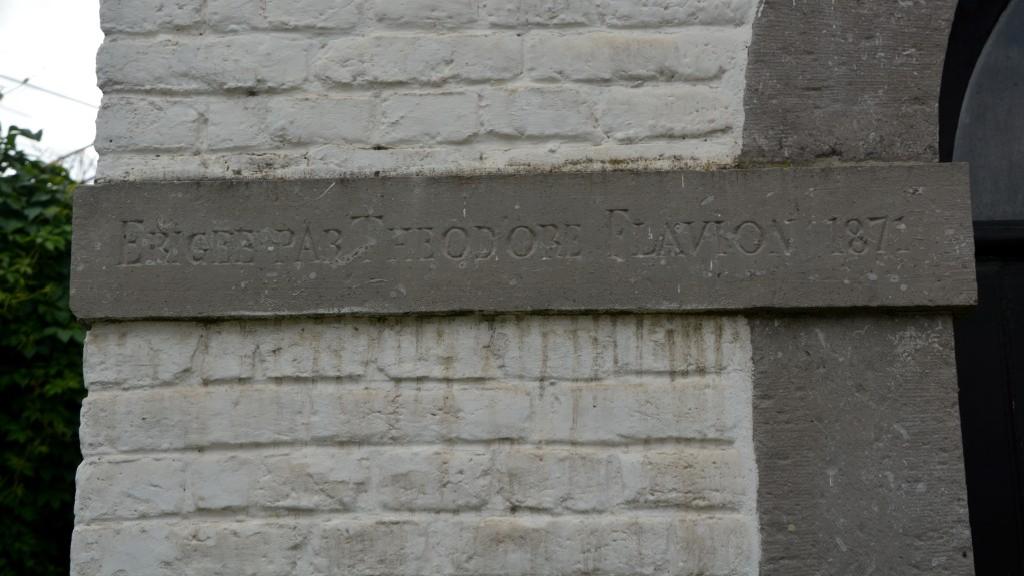 ERIGEE PAR THEODORE FLAVION 1871